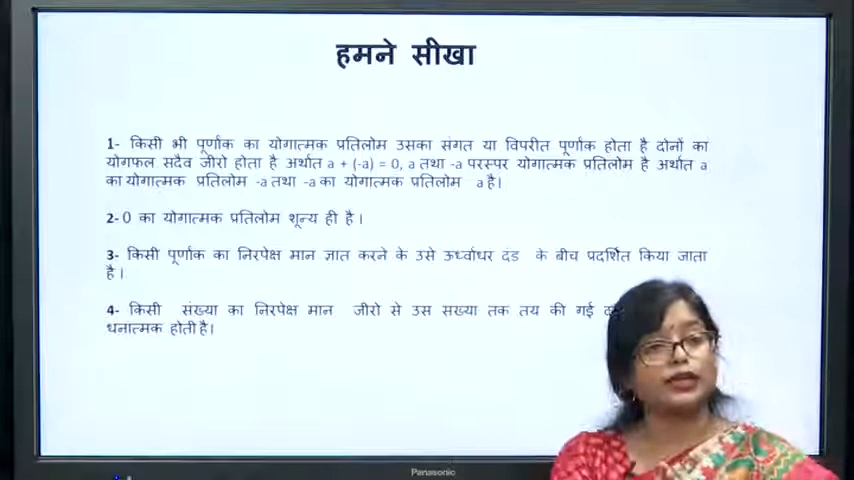 हमने सीखा
1- किसी भी पूर्णांक का योगात्मक प्रतिलोम उसका संगत या विपरीत पूर्णांक होता है दोनों का
योगफल सदैव जीरो होता है अर्थात a + (-a) = 0, a तथा -a परस्पर योगात्मक प्रतिलोम है अर्थात a
का योगात्मक प्रतिलोम -a तथा -a का योगात्मक प्रतिलोम a है।
2- 0 का योगात्मक प्रतिलोम शून्य ही है।
3- किसी पूर्णांक का निरपेक्ष मान ज्ञात करने के उसे ऊर्ध्वाधर दंड के बीच प्रदर्शित किया जाता
है।
4- किसी संख्या का निरपेक्ष मान जीरो से उस सख्या तक तय की गई
धनात्मक होती है।
Panasonic